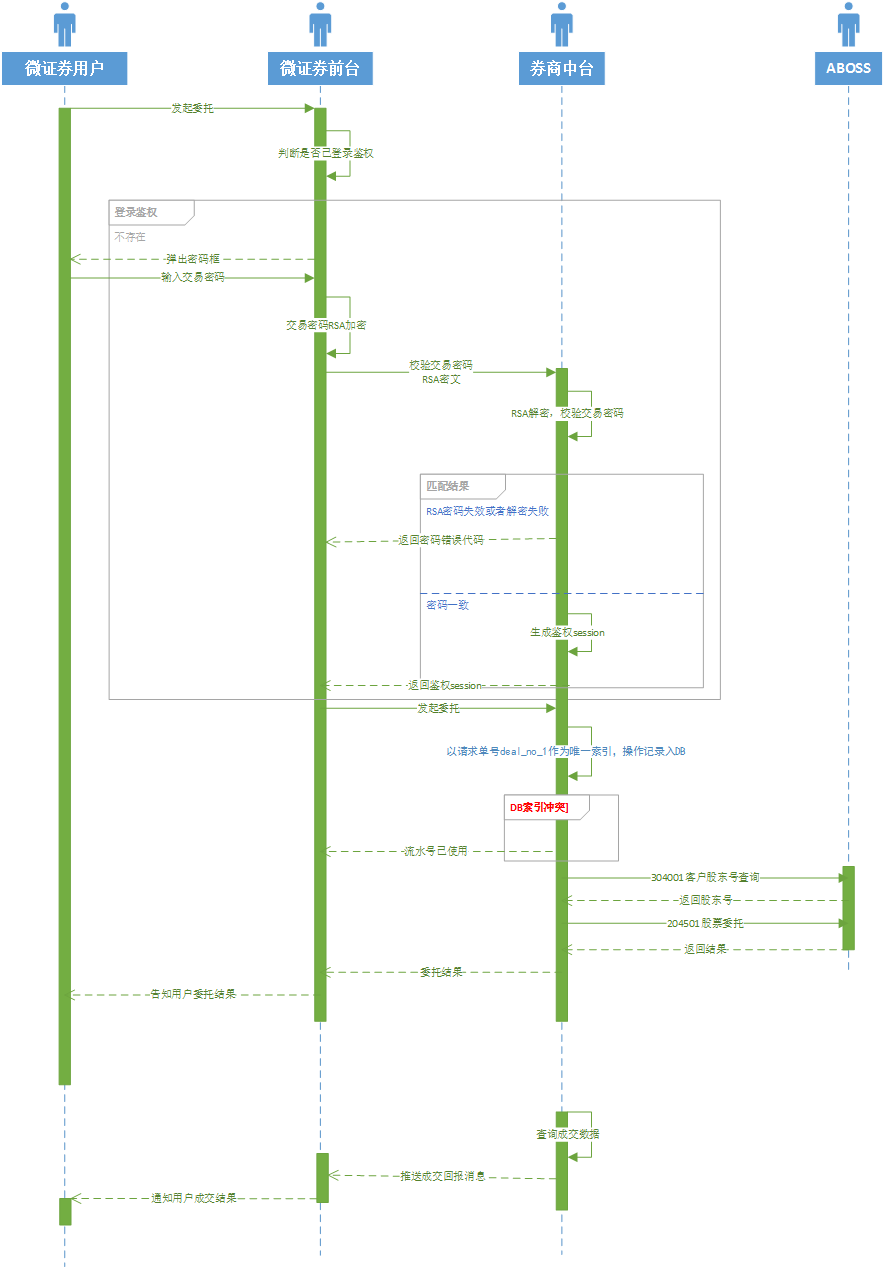 微证券用户
微证券前台
券商中台
ABOSS
发起委托
判断是否已登录鉴权
登录鉴权
不存在
弹出密码框
输入交易密码
交易密码RSA加密
校验交易密码
RSA密文
RSA解密，校验交易密码
匹配结果
RSA密码失效或者解密失败
返回密码错误代码
密码一致
生成鉴权session
返回鉴权session
发起委托
以请求单号deal_no_1作为唯一索引，操作记录入DB
DB索引冲突]
流水号已使用
304001客户股东号查询
返回股东号
204501股票委托
返回结果
委托结果
告知用户委托结果
查询成交数据
推送成交回报消息
通知用户成交结果